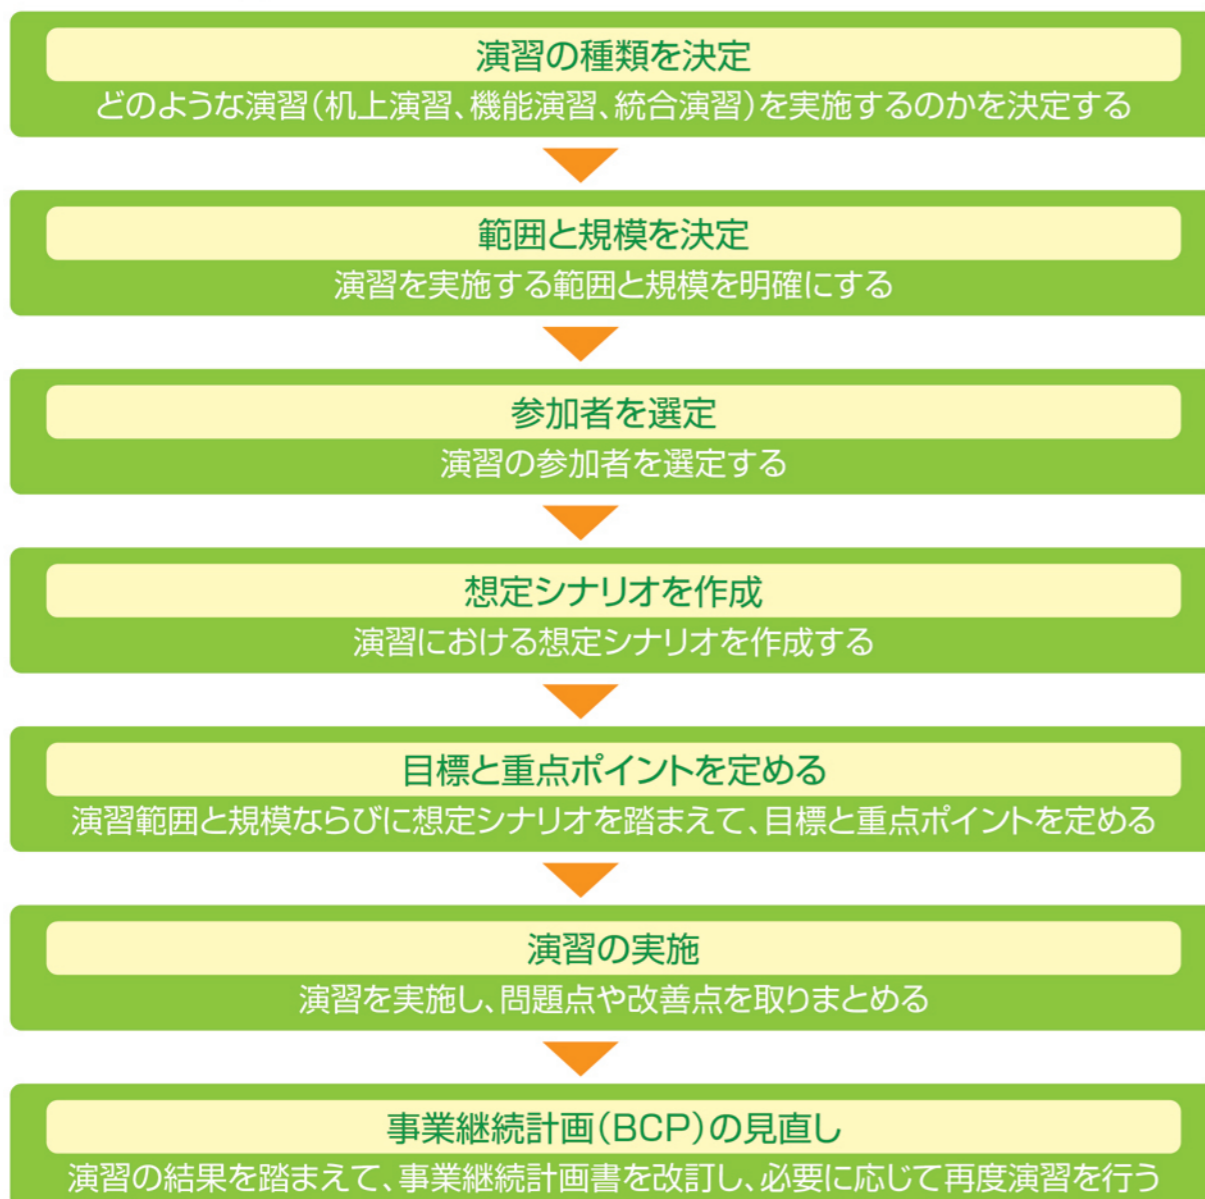 演習の種類を決定
どのような演習(机上演習、機能演習、統合演習)を実施するのかを決定する
範囲と規模を決定
演習を実施する範囲と規模を明確にする
参加者を選定
演習の参加者を選定する
想定シナリオを作成
演習における想定シナリオを作成する
目標と重点ポイントを定める
演習範囲と規模ならびに想定シナリオを踏まえて、目標と重点ポイントを定める
演習の実施
演習を実施し、問題点や改善点を取りまとめる
事業継続計画(BCP)の見直し
演習の結果を踏まえて、事業継続計画書を改訂し、必要に応じて再度演習を行う